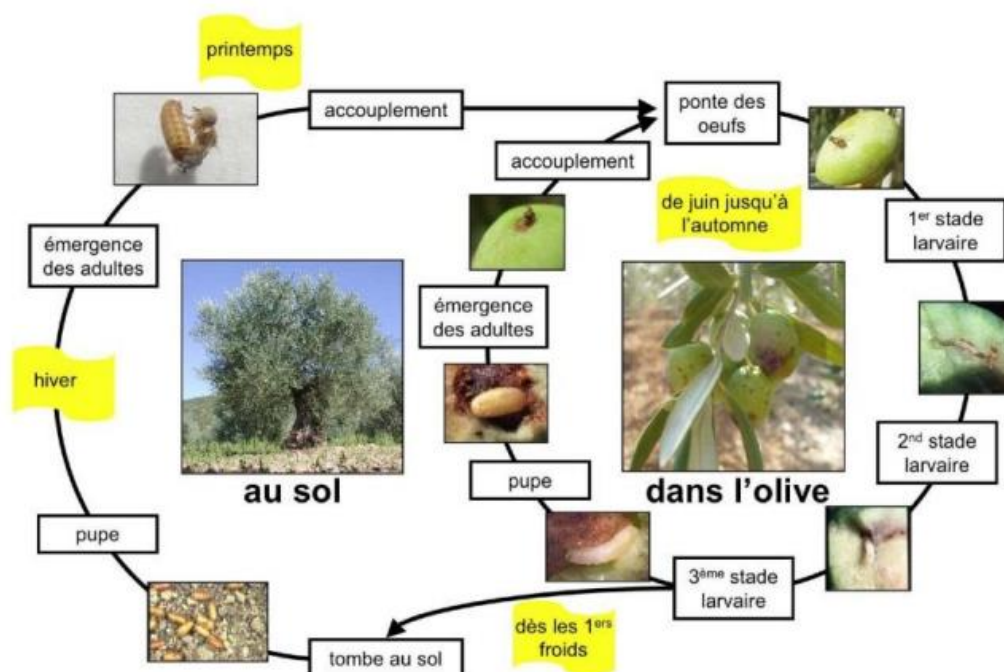 printemps
accouplement
ponte des
oeufs
accouplement
de juin jusqu'à
l'automne
1er stade
larvaire
émergence
des adultes
émergence
des adultes
hiver
2nd stade
larvaire
au sol
dans l'olive
pupe
pupe
3ème stade
larvaire
dès les 1ers
froids
tombe au sol